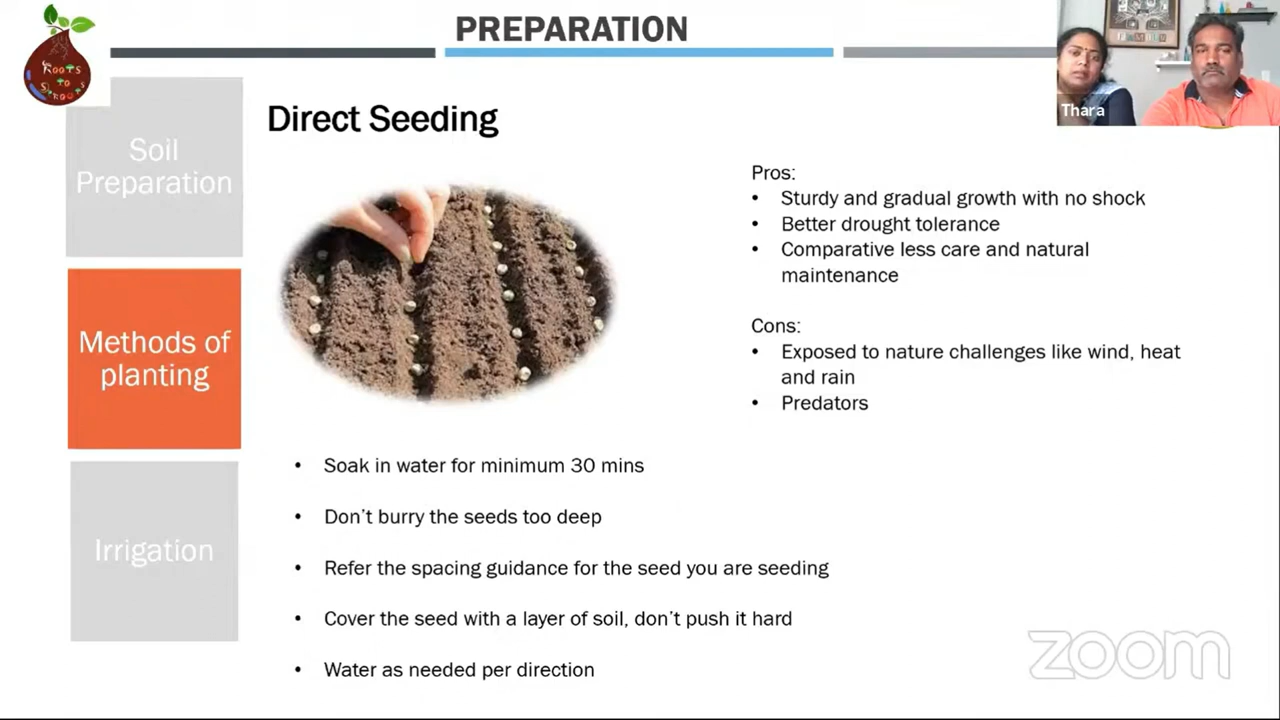 PREPARATION
ROOTS
TO
SPROUTS
FAMILY
Thara
Soil
Preparation
Methods of
planting
Irrigation
Direct Seeding
Pros:
• Sturdy and gradual growth with no shock
• Better drought tolerance
• Comparative less care and natural
maintenance
Cons:
• Exposed to nature challenges like wind, heat
and rain
• Predators
• Soak in water for minimum 30 mins
• Don't burry the seeds too deep
• Refer the spacing guidance for the seed you are seeding
• Cover the seed with a layer of soil, don't push it hard
• Water as needed per direction
zoom